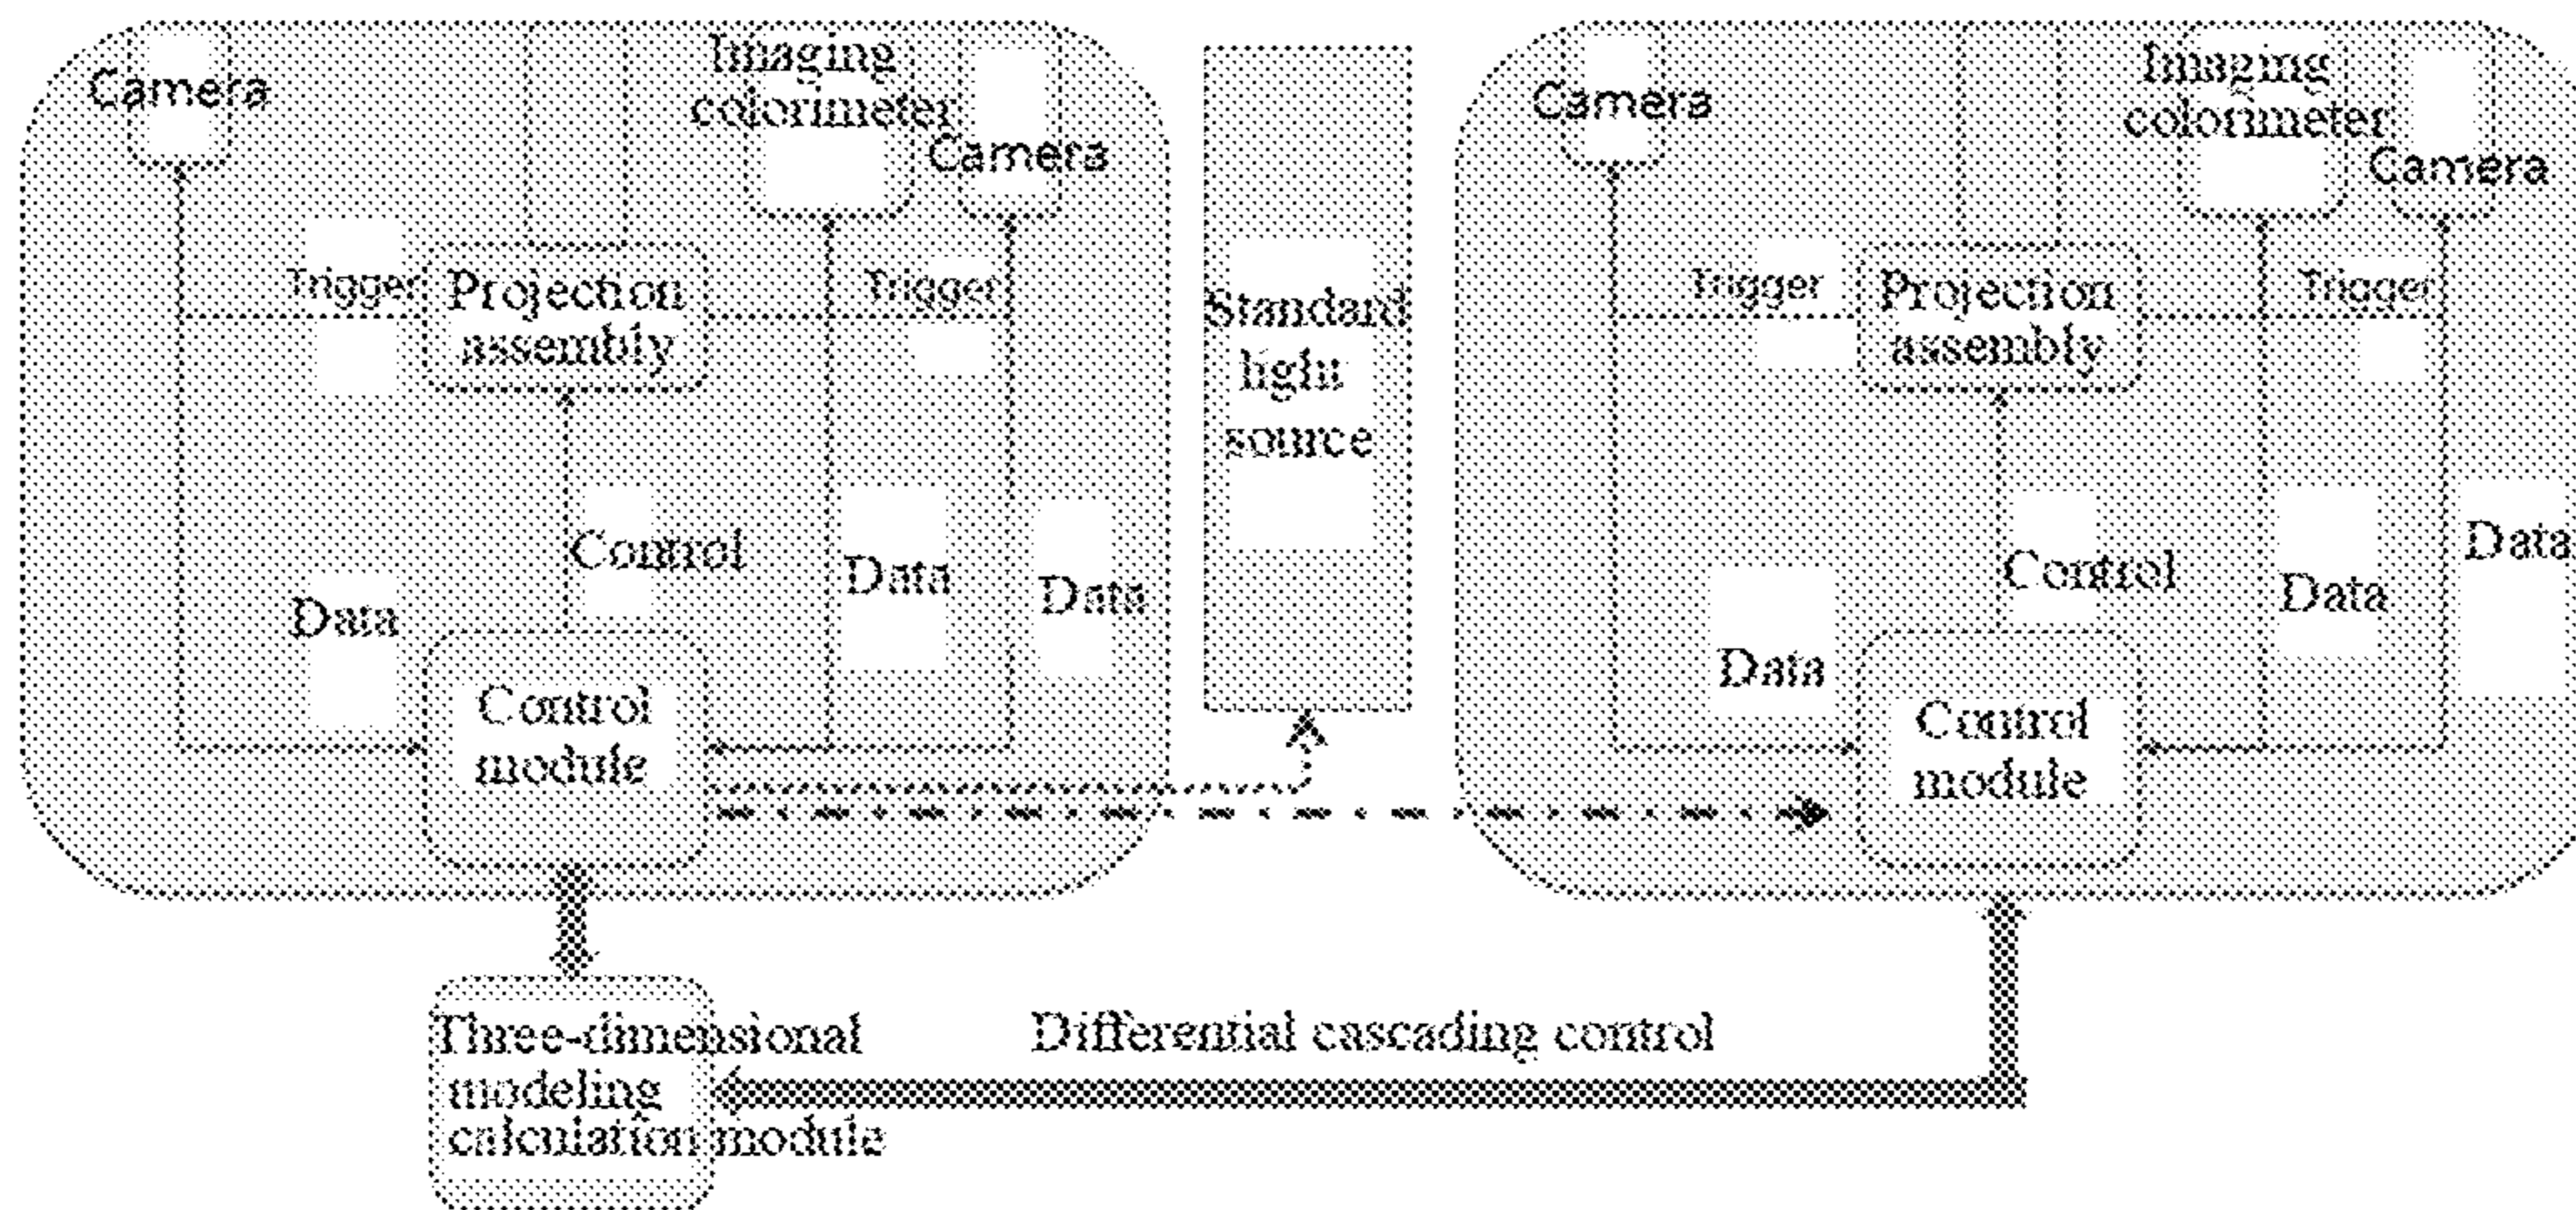 Camera
Imaging
colorimeter
Camera
Trigger
Projection
assembly
Trigger
Control
Data
Data
Data
Control
module
Standard
light
source
Camera
Imaging
colorimeter
Camera
Trigger
Projection
assembly
Trigger
Control
Data
Data
Data
Control
module
Three-dimensional
modeling
calculation module
Differential cascading control